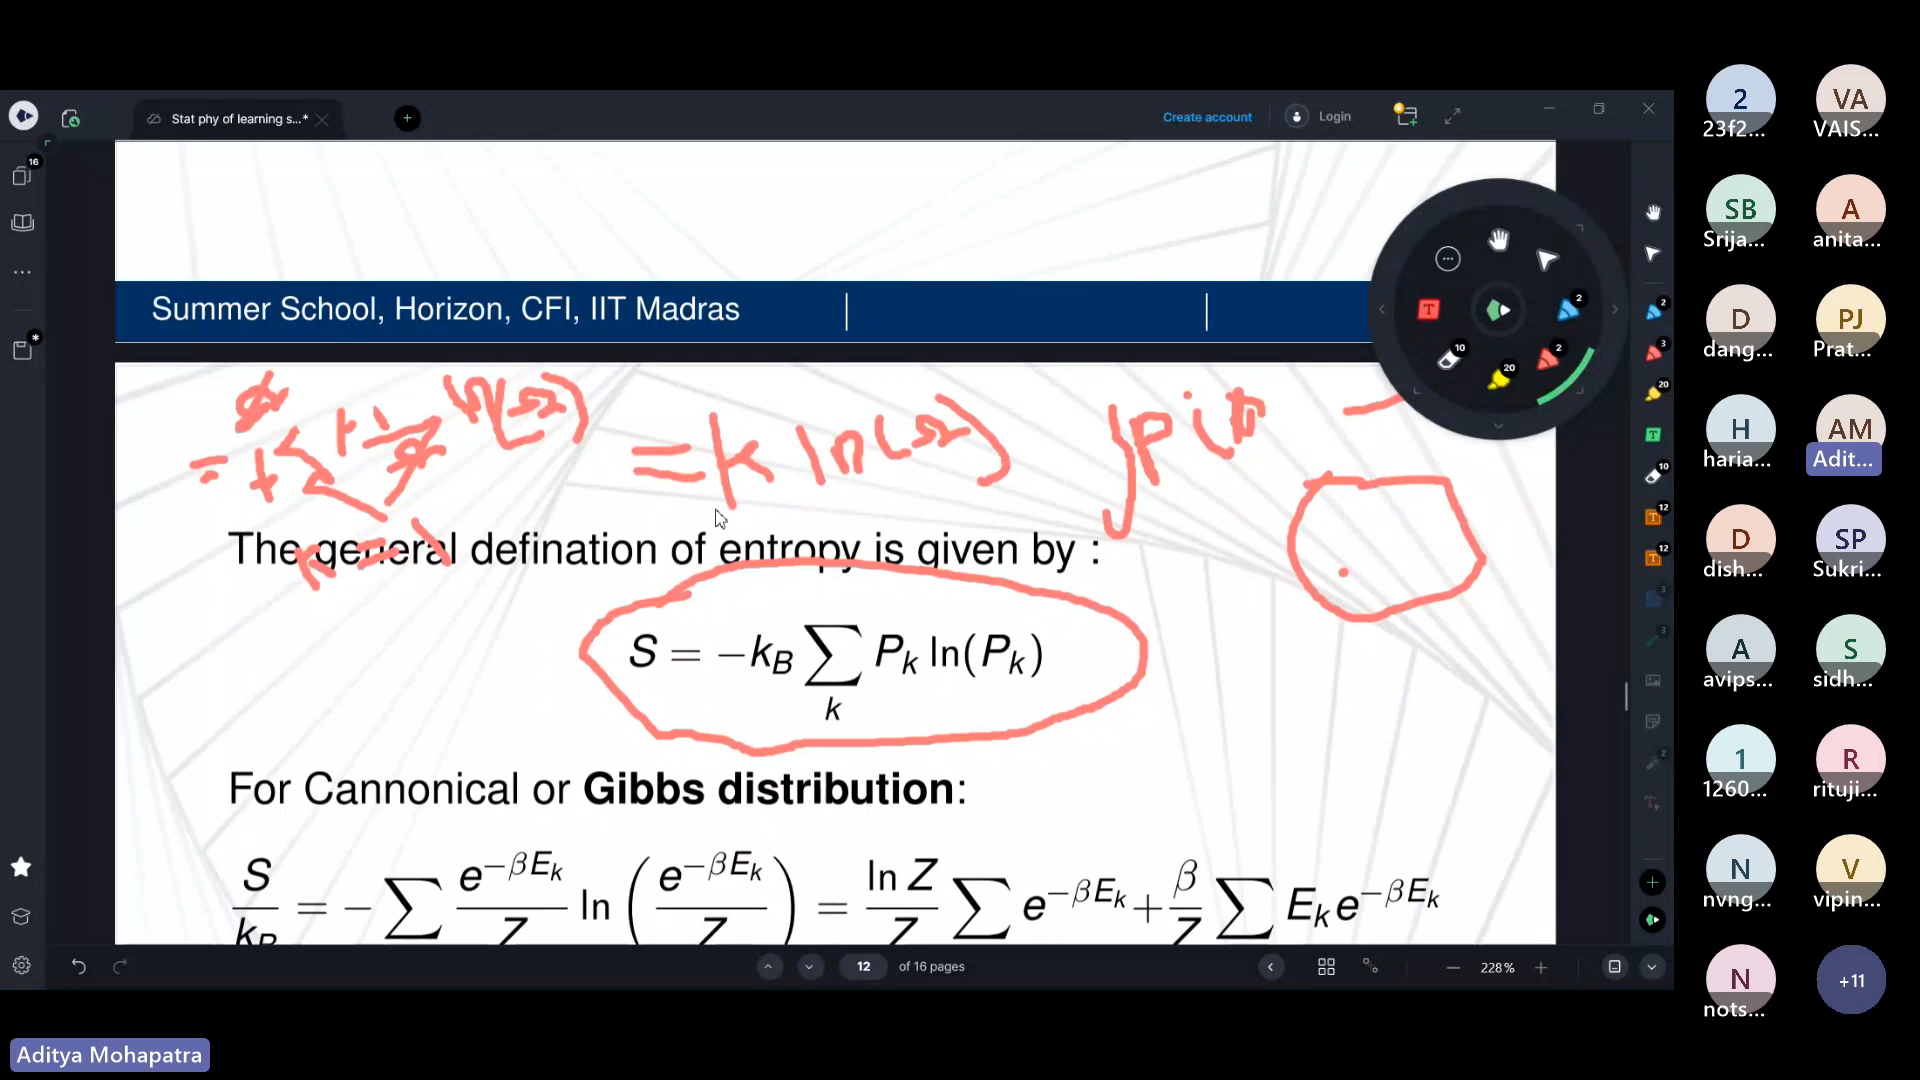 Stat phy of learning s...*
Create account
Login
16
Summer School, Horizon, CFI, IIT Madras
= k ln(Ω)
The general defination of entropy is given by :
S = −k_B ∑_k P_k ln(P_k)
For Cannonical or Gibbs distribution:
S/k_B = − ∑ e^{−βE_k}/Z ln(e^{−βE_k}/Z) = ln Z/Z ∑ e^{−βE_k} + β/Z ∑ E_k e^{−βE_k}
12 of 16 pages
228%
Aditya Mohapatra
2 VA
23f2... VAIS...
SB A
Srija... anita...
D PJ
dang... Prat...
H AM
haria... Adit...
D SP
dish... Sukri...
A S
avips... sidh...
1 R
1260... rituji...
N V
nvng... vipin...
N +11
nots...